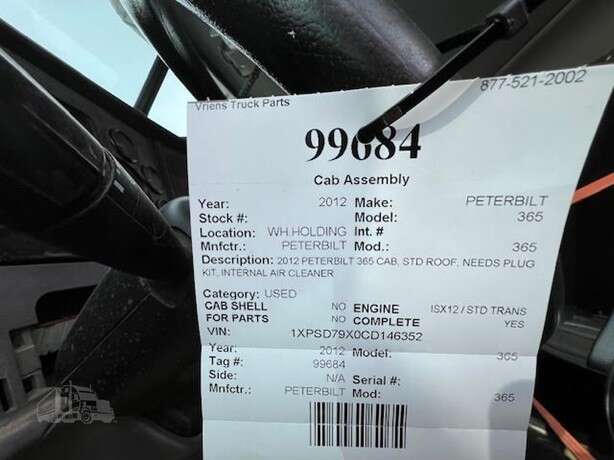 877-521-2002
Vriens Truck Parts
99684
Cab Assembly
Year: 2012 Make: PETERBILT
Stock #: Model: 365
Location: WH.HOLDING Int. #
Mnfctr.: PETERBILT Mod.: 365
Description: 2012 PETERBILT 365 CAB, STD ROOF, NEEDS PLUG
KIT, INTERNAL AIR CLEANER
Category: USED
CAB SHELL NO ENGINE ISX12 / STD TRANS
FOR PARTS NO COMPLETE YES
VIN: 1XPSD79X0CD146352
Year: 2012 Model: 365
Tag #: 99684
Side: N/A Serial #:
Mnfctr.: PETERBILT Mod: 365